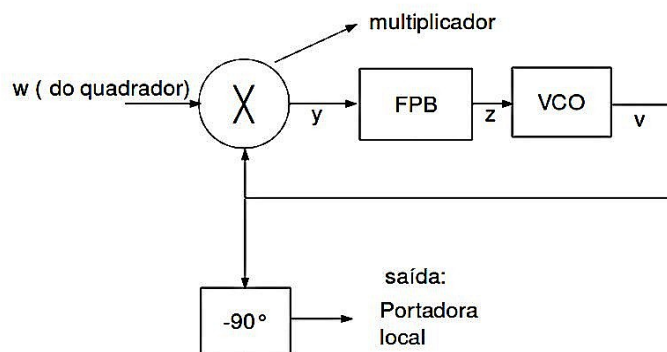 multiplicador
w ( do quadrador)
X
y
FPB
z
VCO
v
-90°
saída:
Portadora
local